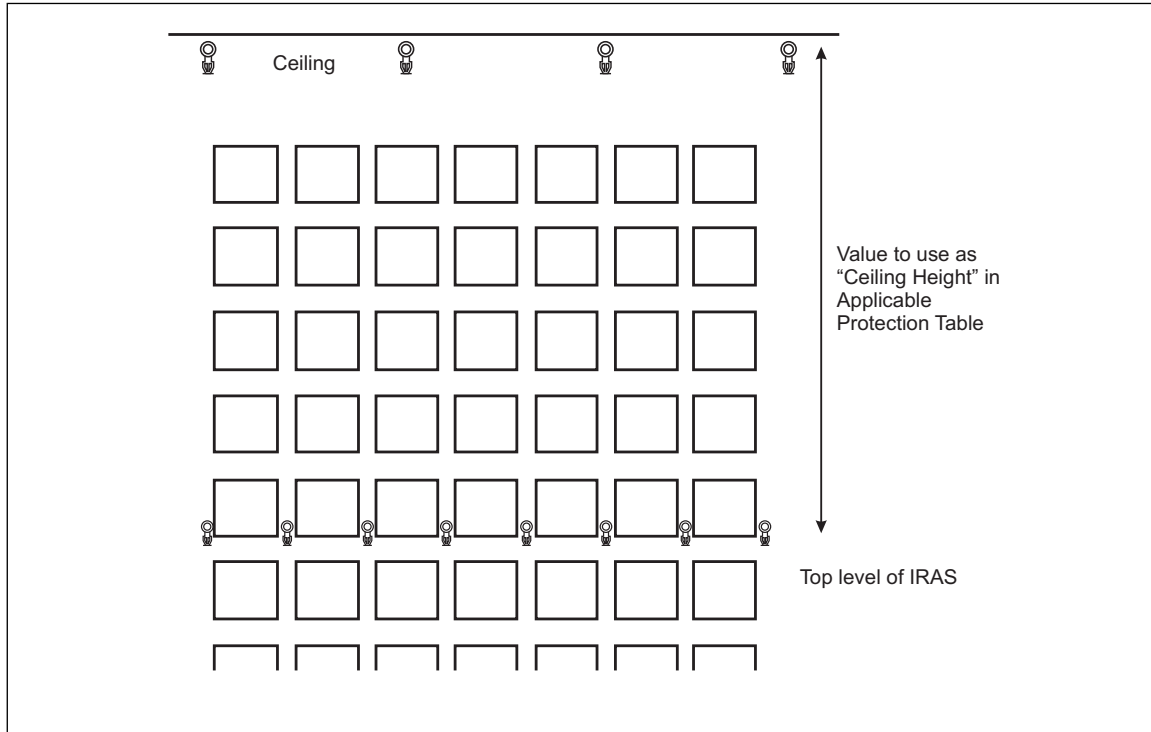 Ceiling
Value to use as
“Ceiling Height” in
Applicable
Protection Table
Top level of IRAS